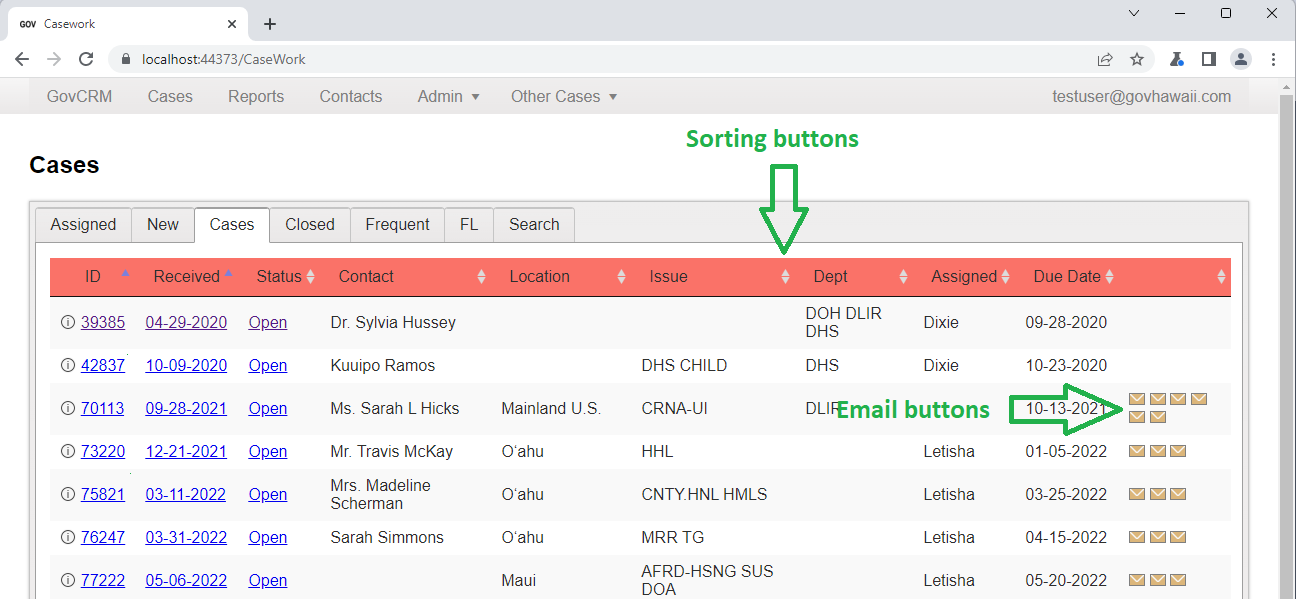 GOV Casework
localhost:44373/CaseWork
GovCRM Cases Reports Contacts Admin Other Cases testuser@govhawaii.com
Sorting buttons
Cases
Assigned New Cases Closed Frequent FL Search
ID Received Status Contact Location Issue Dept Assigned Due Date
39385 04-29-2020 Open Dr. Sylvia Hussey DOH DLIR DHS Dixie 09-28-2020
42837 10-09-2020 Open Kuuipo Ramos DHS CHILD DHS Dixie 10-23-2020
70113 09-28-2021 Open Ms. Sarah L Hicks Mainland U.S. CRNA-UI DLIR Email buttons 10-13-2021
73220 12-21-2021 Open Mr. Travis McKay Oʻahu HHL Letisha 01-05-2022
75821 03-11-2022 Open Mrs. Madeline Scherman Oʻahu CNTY.HNL HMLS Letisha 03-25-2022
76247 03-31-2022 Open Sarah Simmons Oʻahu MRR TG Letisha 04-15-2022
77222 05-06-2022 Open Maui AFRD-HSNG SUS DOA Letisha 05-20-2022